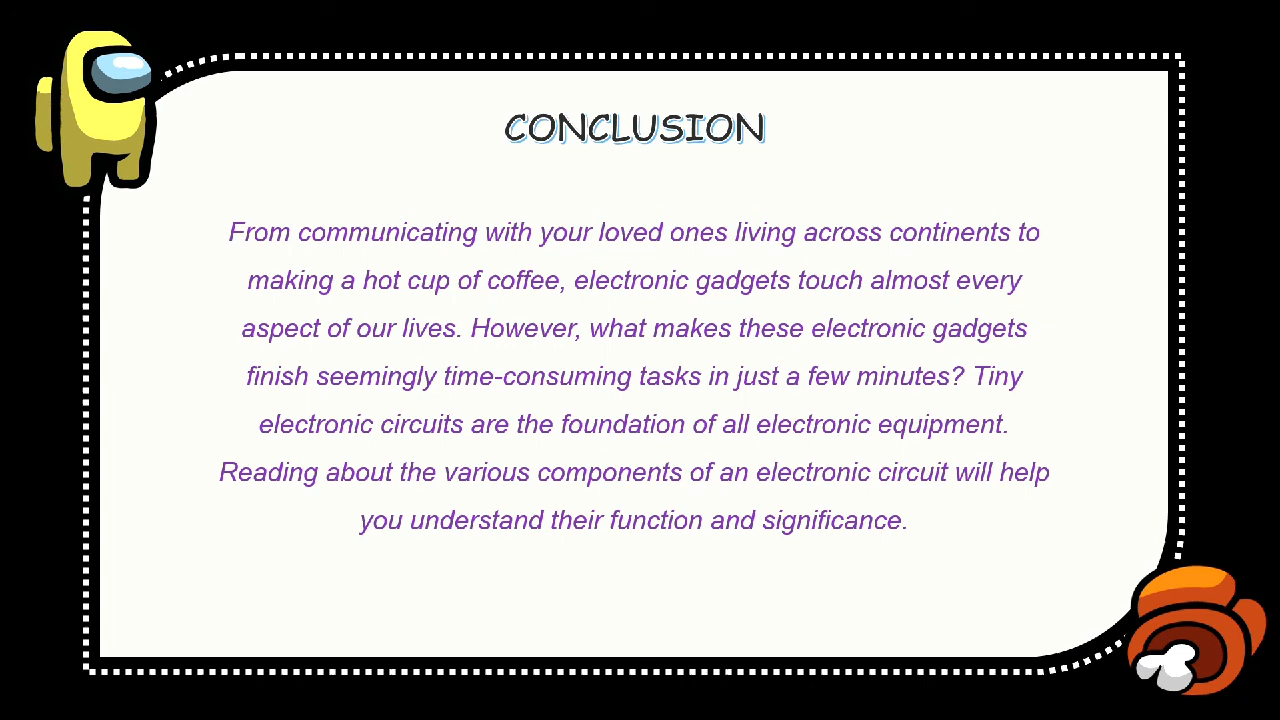 CONCLUSION
From communicating with your loved ones living across continents to
making a hot cup of coffee, electronic gadgets touch almost every
aspect of our lives. However, what makes these electronic gadgets
finish seemingly time-consuming tasks in just a few minutes? Tiny
electronic circuits are the foundation of all electronic equipment.
Reading about the various components of an electronic circuit will help
you understand their function and significance.